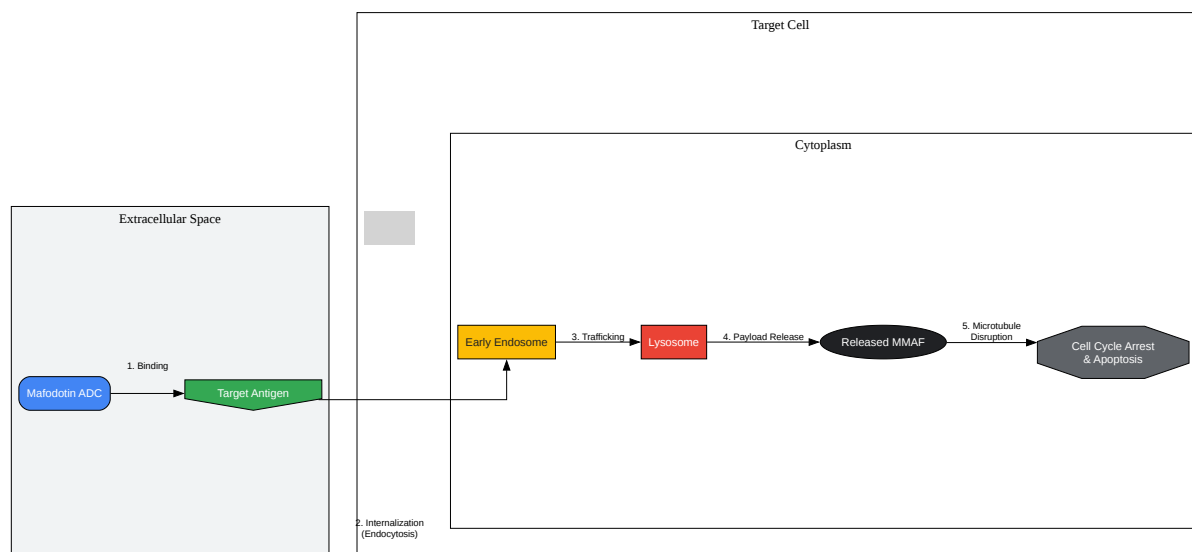 Target Cell
Cytoplasm
Extracellular Space
Early Endosome
3. Trafficking
Lysosome
4. Payload Release
Released MMAF
5. Microtubule
Disruption
Cell Cycle Arrest
& Apoptosis
1. Binding
Mafodotin ADC
Target Antigen
2. Internalization
(Endocytosis)